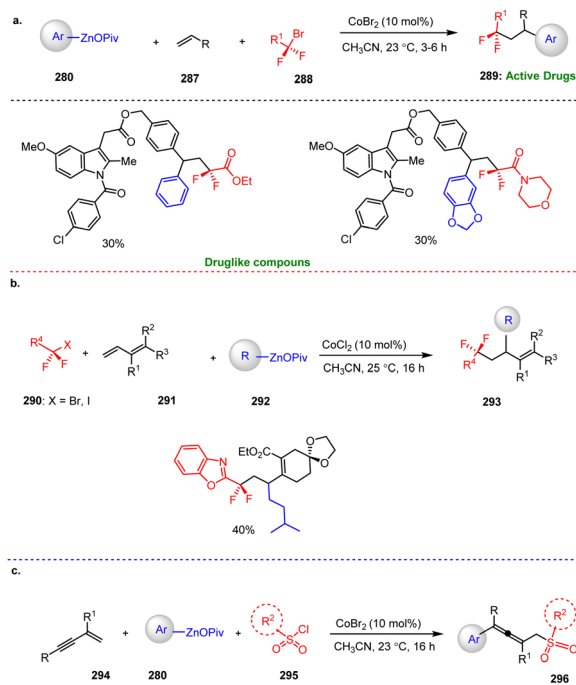 a.
Ar ZnOPiv + R + R¹ Br F F CoBr₂ (10 mol%) R¹ R
CH₃CN, 23 °C, 3-6 h F F Ar
280 287 288 289: Active Drugs
O O
MeO Me F F O OEt
N O
Cl
30%
O O
MeO Me F F O N O
N O
O O
Cl
30%
Druglike compouns
b.
R⁴ X F F + R² R³ R¹ + R ZnOPiv CoCl₂ (10 mol%) R R² F F R⁴ R¹ R³
CH₃CN, 25 °C, 16 h
290: X = Br, I 291 292 293
EtO₂C O O
N O F F
40%
c.
R¹ R + Ar ZnOPiv + R² Cl S O O CoBr₂ (10 mol%) R R² Ar R¹ S O O
CH₃CN, 23 °C, 16 h
294 280 295 296